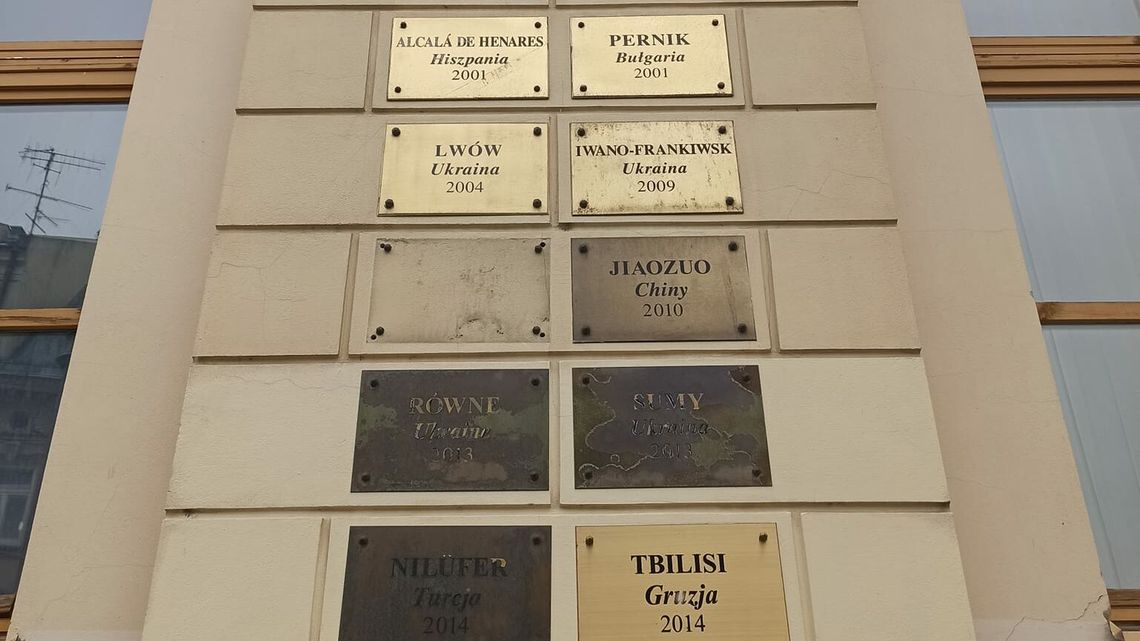 ALCALÁ DE HENARES
Hiszpania
2001
PERNIK
Bułgaria
2001
LWÓW
Ukraina
2004
IWANO-FRANKIWSK
Ukraina
2009
JIAOZUO
Chiny
2010
RÓWNE
Ukraine
2013
SUMY
Ukraina
2013
NILÜFER
Turcja
2014
TBILISI
Gruzja
2014